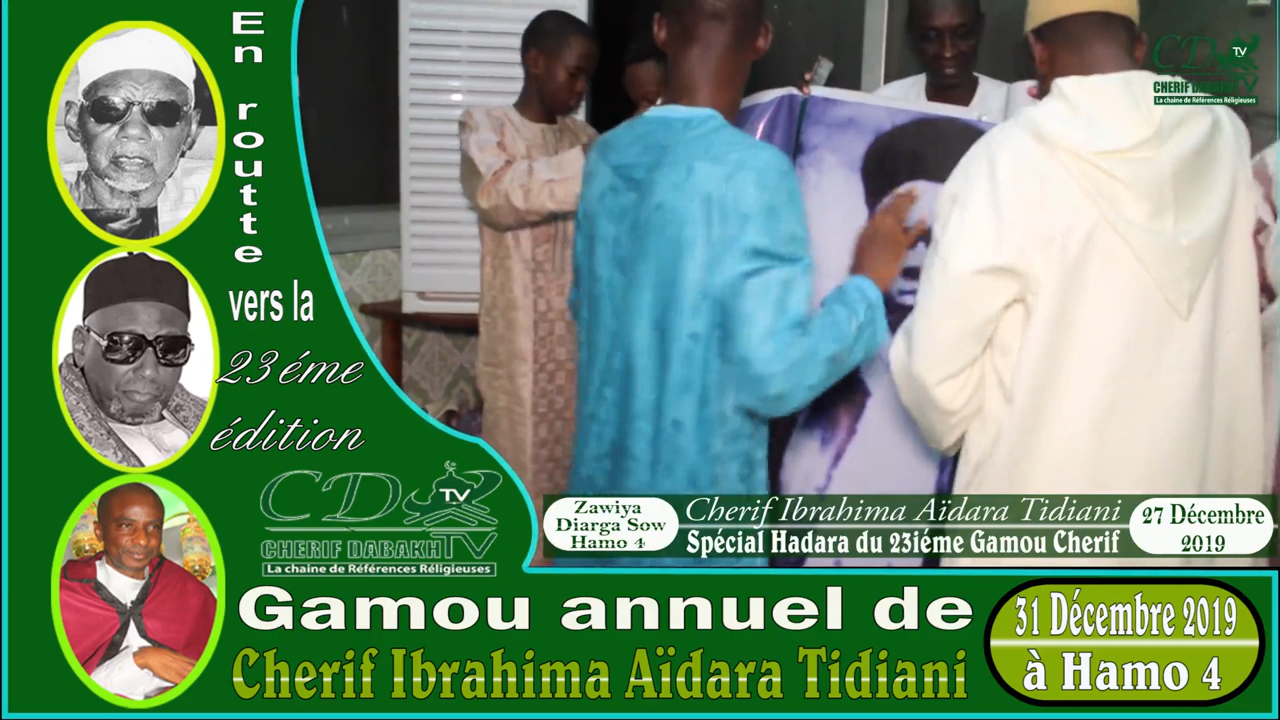 En routte
vers la
23éme
édition
CD TV
CHERIF DABAKH TV
La chaine de Références Réligieuses
CD TV
CHERIF DABAKH TV
La chaine de Références Réligieuses
Zawiya
Diarga Sow
Hamo 4
Cherif Ibrahima Aïdara Tidiani
Spécial Hadara du 23iéme Gamou Cherif
27 Décembre
2019
Gamou annuel de
Cherif Ibrahima Aïdara Tidiani
31 Décembre 2019
à Hamo 4